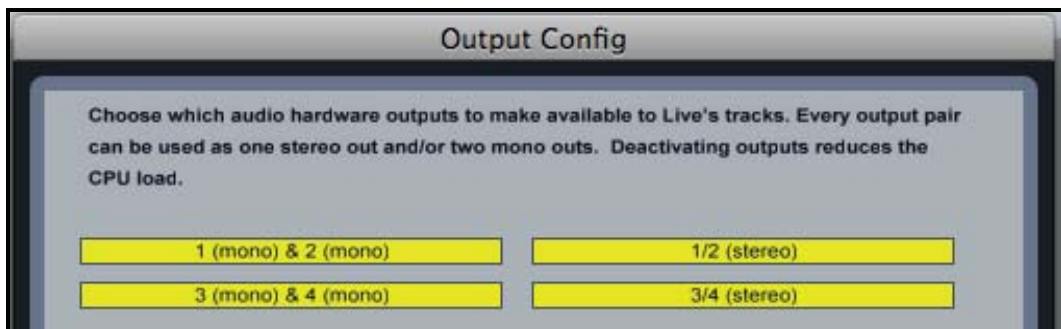 Output Config
Choose which audio hardware outputs to make available to Live's tracks. Every output pair
can be used as one stereo out and/or two mono outs.  Deactivating outputs reduces the
CPU load.
1 (mono) & 2 (mono)
1/2 (stereo)
3 (mono) & 4 (mono)
3/4 (stereo)